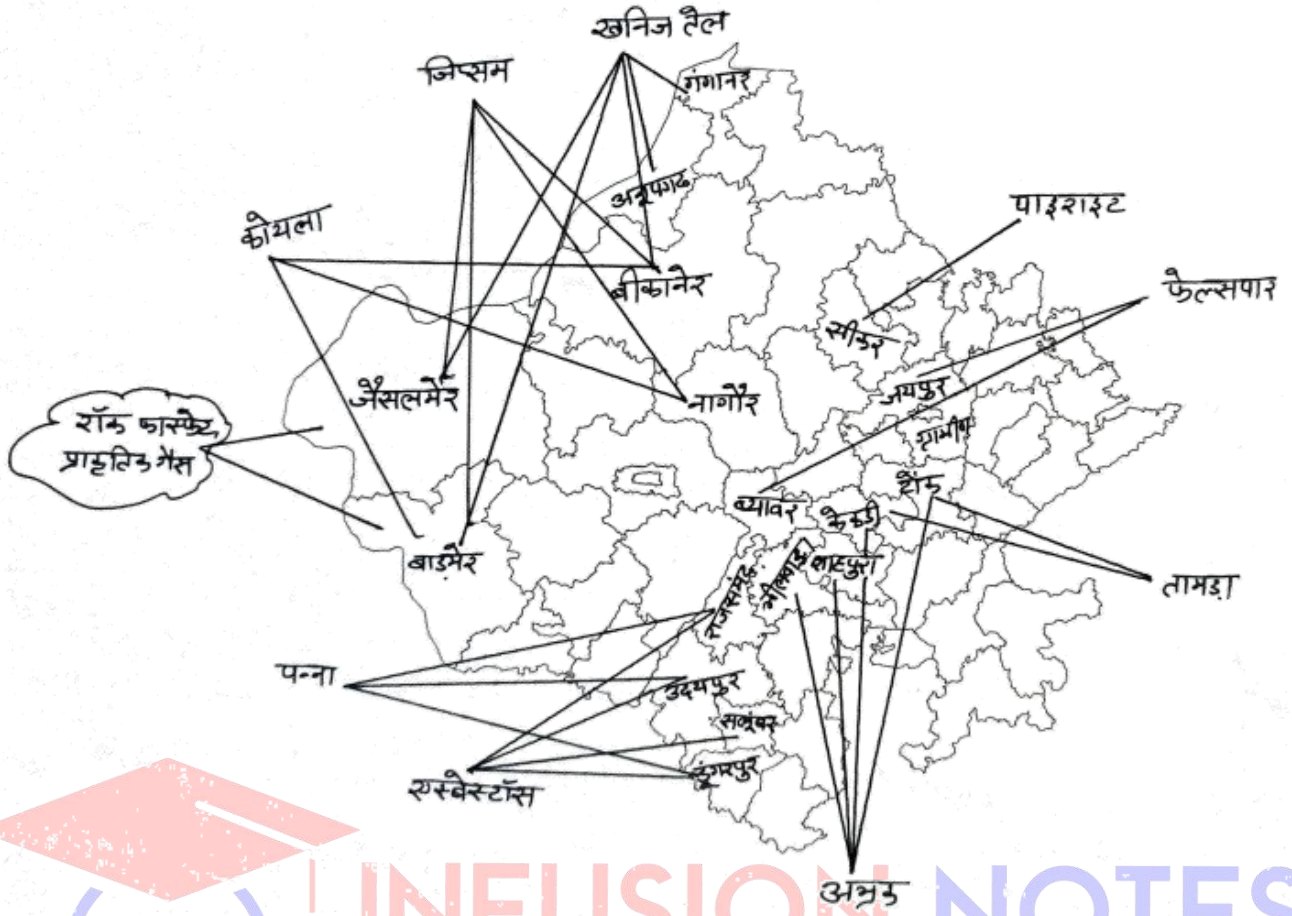 खनिज तेल
जिप्सम
गंगानर
अनूपगढ
कोयला
पाइराइट
बीकानेर
फेल्सपार
सीकर
जैसलमेर
नागौर
जयपुर
ग्रामीण
रॉक फास्फेट,
प्राकृतिक गैस
ब्यावर
केकडी
टोंक
बाड़मेर
शाहपुरा
भीलवाडा
राजसमंद
तामड़ा
पन्ना
उदयपुर
सलूंबर
डूंगरपुर
एस्बेस्टॉस
अभ्रक
INFUSION NOTES